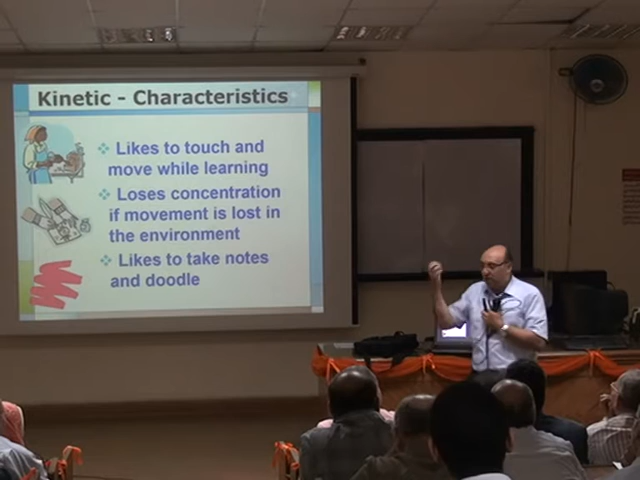 Kinetic - Characteristics
Likes to touch and
move while learning
Loses concentration
if movement is lost in
the environment
Likes to take notes
and doodle